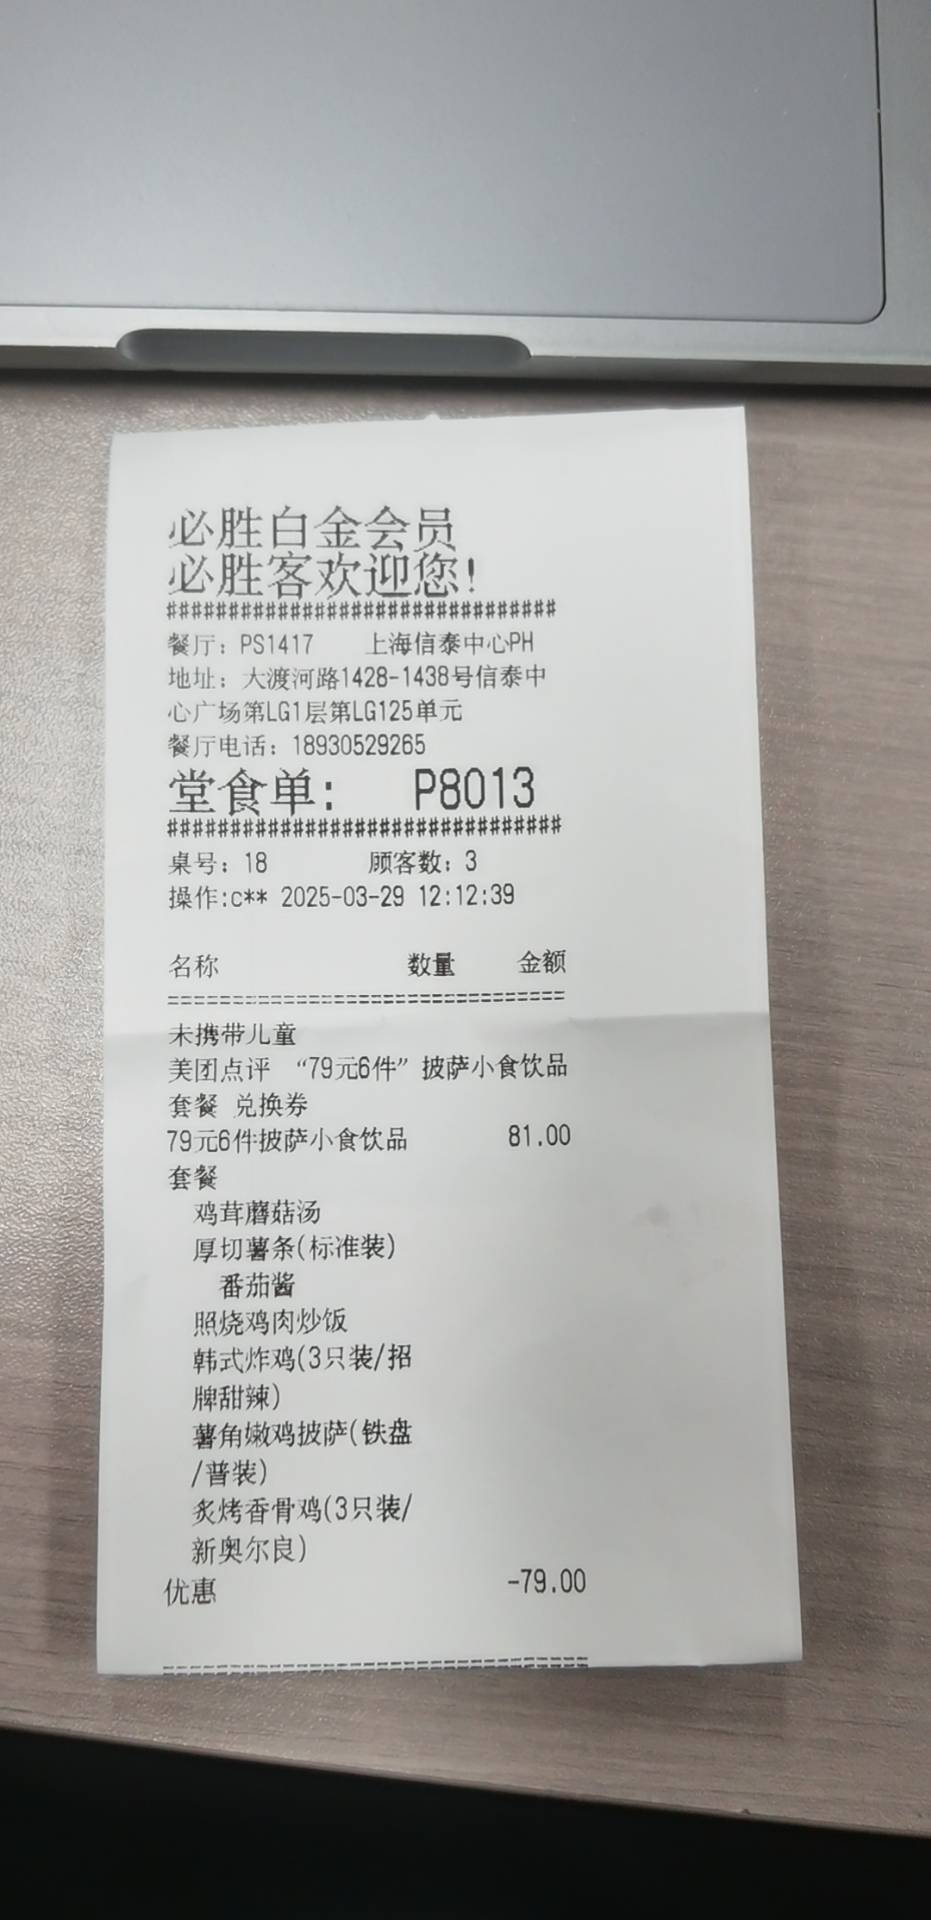 必胜白金会员
必胜客欢迎您!
################################
餐厅: PS1417 上海信泰中心PH
地址: 大渡河路1428-1438号信泰中
心广场第LG1层第LG125单元
餐厅电话: 18930529265
堂食单: P8013
################################
桌号: 18 顾客数: 3
操作:c** 2025-03-29 12:12:39
名称 数量 金额
================================
未携带儿童
美团点评 “79元6件”披萨小食饮品
套餐 兑换券
79元6件披萨小食饮品 81.00
套餐
鸡茸蘑菇汤
厚切薯条(标准装)
番茄酱
照烧鸡肉炒饭
韩式炸鸡(3只装/招
牌甜辣)
薯角嫩鸡披萨(铁盘
/普装)
炙烤香骨鸡(3只装/
新奥尔良)
优惠 -79.00
================================